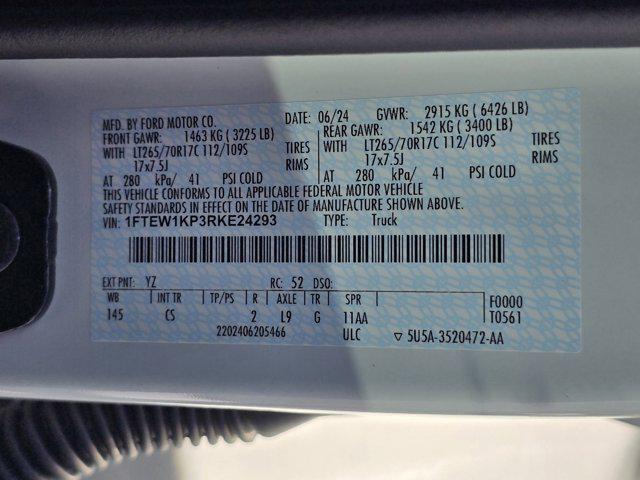 MFD. BY FORD MOTOR CO. DATE: 06/24 GVWR: 2915 KG (6426 LB)
FRONT GAWR: 1463 KG (3225 LB) REAR GAWR: 1542 KG (3400 LB)
WITH LT265/70R17C 112/109S TIRES WITH LT265/70R17C 112/109S TIRES
17x7.5J RIMS 17x7.5J RIMS
AT 280 kPa/ 41 PSI COLD AT 280 kPa/ 41 PSI COLD
THIS VEHICLE CONFORMS TO ALL APPLICABLE FEDERAL MOTOR VEHICLE
SAFETY STANDARDS IN EFFECT ON THE DATE OF MANUFACTURE SHOWN ABOVE.
VIN: 1FTEW1KP3RKE24293 TYPE: Truck
EXT PNT: YZ RC: 52 DSO:
WB INT TR TP/PS R AXLE TR SPR F0000
145 CS 2 L9 G 11AA T0561
2202406205466 ULC ▽ 5U5A-3520472-AA